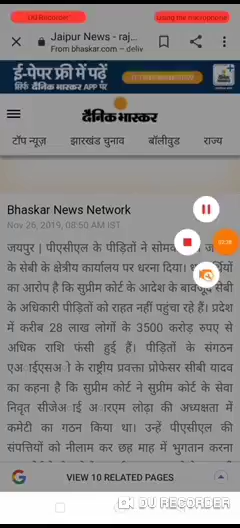 DU Recorder
Using the microphone
Jaipur News - raj...
From bhaskar.com – deliv
ई-पेपर फ्री में पढ़ें
सिर्फ दैनिक भास्कर APP पर
दैनिक भास्कर
टॉप न्यूज़ झारखंड चुनाव बॉलीवुड राज्य
Bhaskar News Network
Nov 26, 2019, 08:50 AM IST
जयपुर | पीएसीएल के पीड़ितों ने
के सेबी के क्षेत्रीय कार्यालय पर धरना दिया।
का आरोप है कि सुप्रीम कोर्ट के आदेश के बावजूद सेबी
के अधिकारी पीड़ितों को राहत नहीं पहुंचा रहे हैं। प्रदेश
में करीब 28 लाख लोगों के 3500 करोड़ रुपए से
अधिक राशि फंसी हुई हैं। पीड़ितों के संगठन
के राष्ट्रीय प्रवक्ता प्रोफेसर सीबी यादव
का कहना है कि सुप्रीम कोर्ट ने सुप्रीम कोर्ट के सेवा
निवृत सीजेआई आरएम लोढ़ा की अध्यक्षता में
कमेटी का गठन किया था। उन्हें पीएसीएल की
संपत्तियों को नीलाम कर छह माह में भुगतान करना
VIEW 10 RELATED PAGES
DU RECORDER